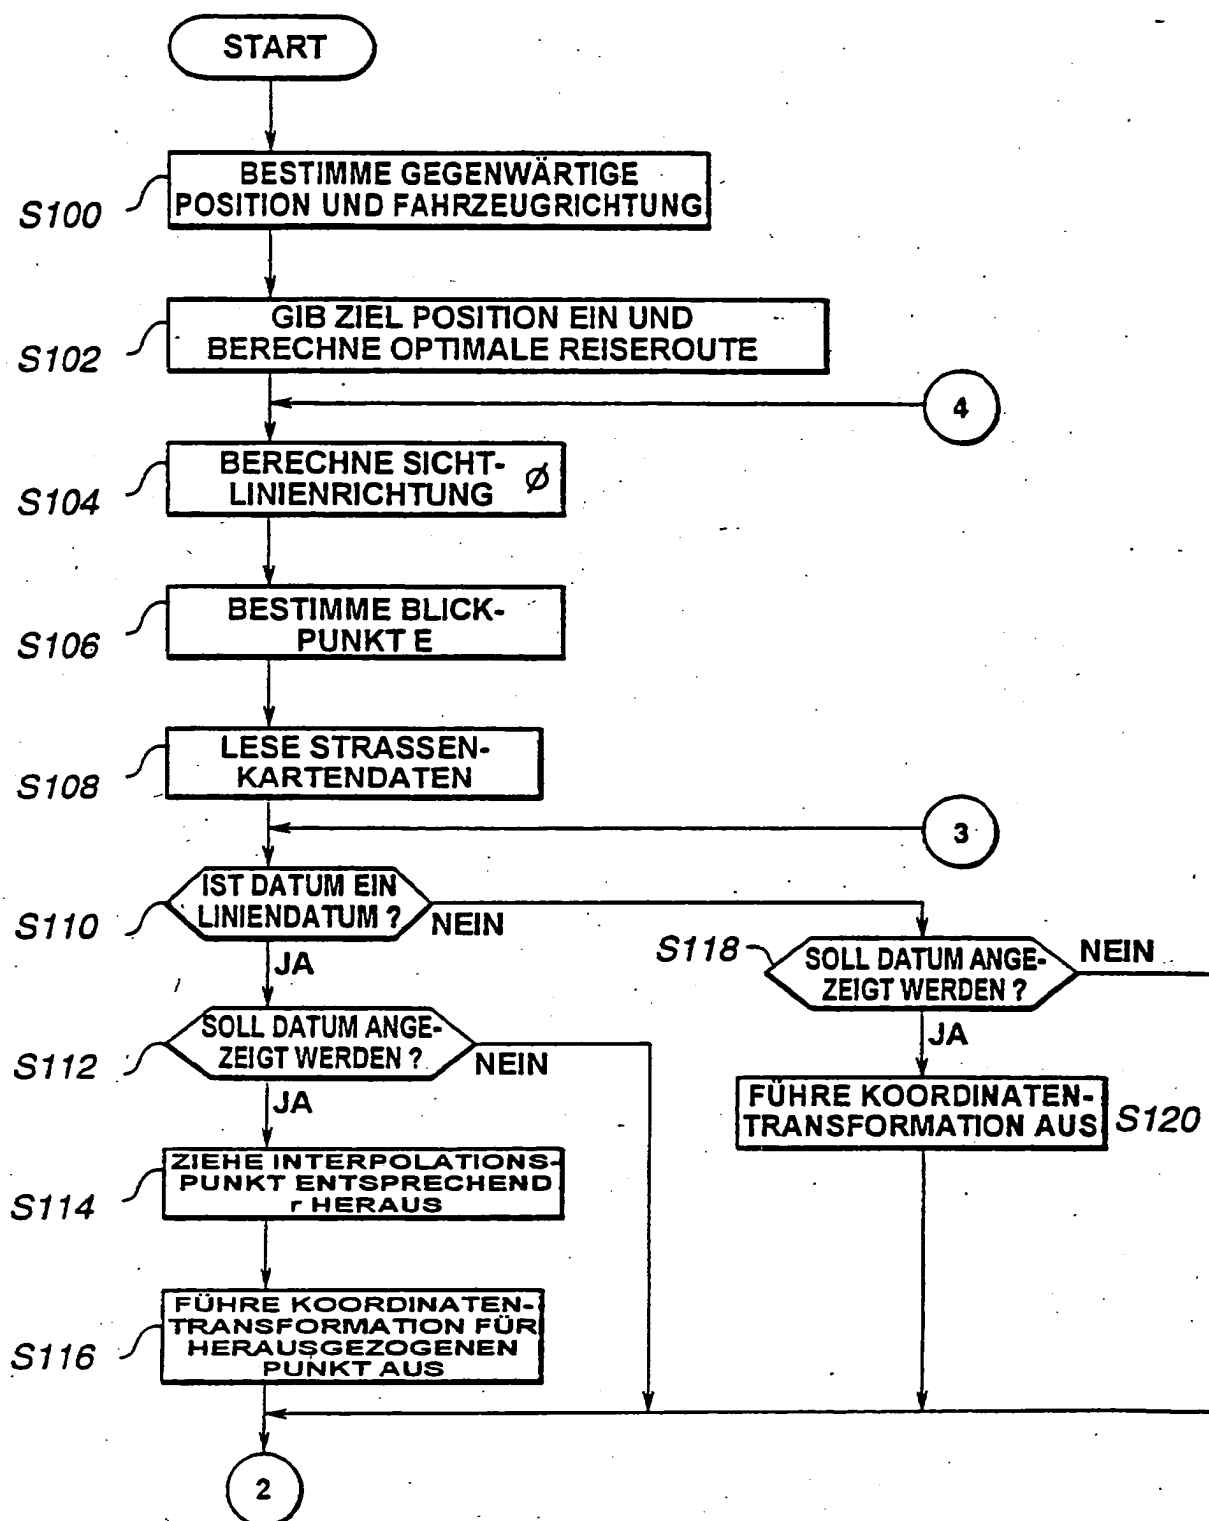 START
BESTIMME GEGENWÄRTIGE
POSITION UND FAHRZEUGRICHTUNG
S100
GIB ZIEL POSITION EIN UND
BERECHNE OPTIMALE REISEROUTE
S102
4
BERECHNE SICHT-
LINIENRICHTUNG Ø
S104
BESTIMME BLICK-
PUNKT E
S106
LESE STRASSEN-
KARTENDATEN
S108
3
IST DATUM EIN
LINIENDATUM ?
S110
NEIN
JA
S118
SOLL DATUM ANGE-
ZEIGT WERDEN ?
NEIN
JA
SOLL DATUM ANGE-
ZEIGT WERDEN ?
S112
NEIN
JA
FÜHRE KOORDINATEN-
TRANSFORMATION AUS
S120
ZIEHE INTERPOLATIONS-
PUNKT ENTSPRECHEND
r HERAUS
S114
FÜHRE KOORDINATEN-
TRANSFORMATION FÜR
HERAUSGEZOGENEN
PUNKT AUS
S116
2